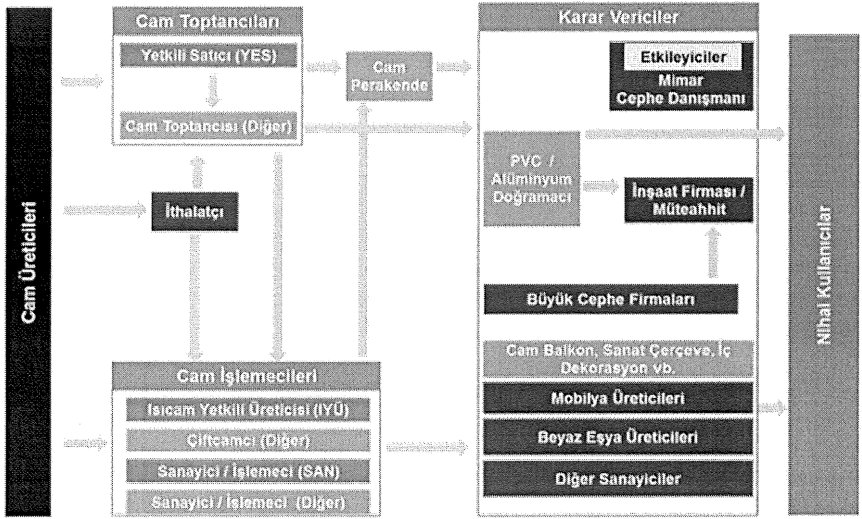 Cam Üreticileri
Cam Toptancıları
Yetkili Satıcı (YES)
Cam Toptancısı (Diğer)
İthalatçı
Cam
Perakende
Cam İşlemecileri
Isıcam Yetkili Üreticisi (IYÜ)
Çiftcamcı (Diğer)
Sanayici / İşlemeci (SAN)
Sanayici / İşlemeci (Diğer)
Karar Vericiler
Etkileyiciler
Mimar
Cephe Danışmanı
PVC /
Alüminyum
Doğramacı
İnşaat Firması /
Müteahhit
Büyük Cephe Firmaları
Cam Balkon, Sanat Çerçeve, İç
Dekorasyon vb.
Mobilya Üreticileri
Beyaz Eşya Üreticileri
Diğer Sanayiciler
Nihai Kullanıcılar